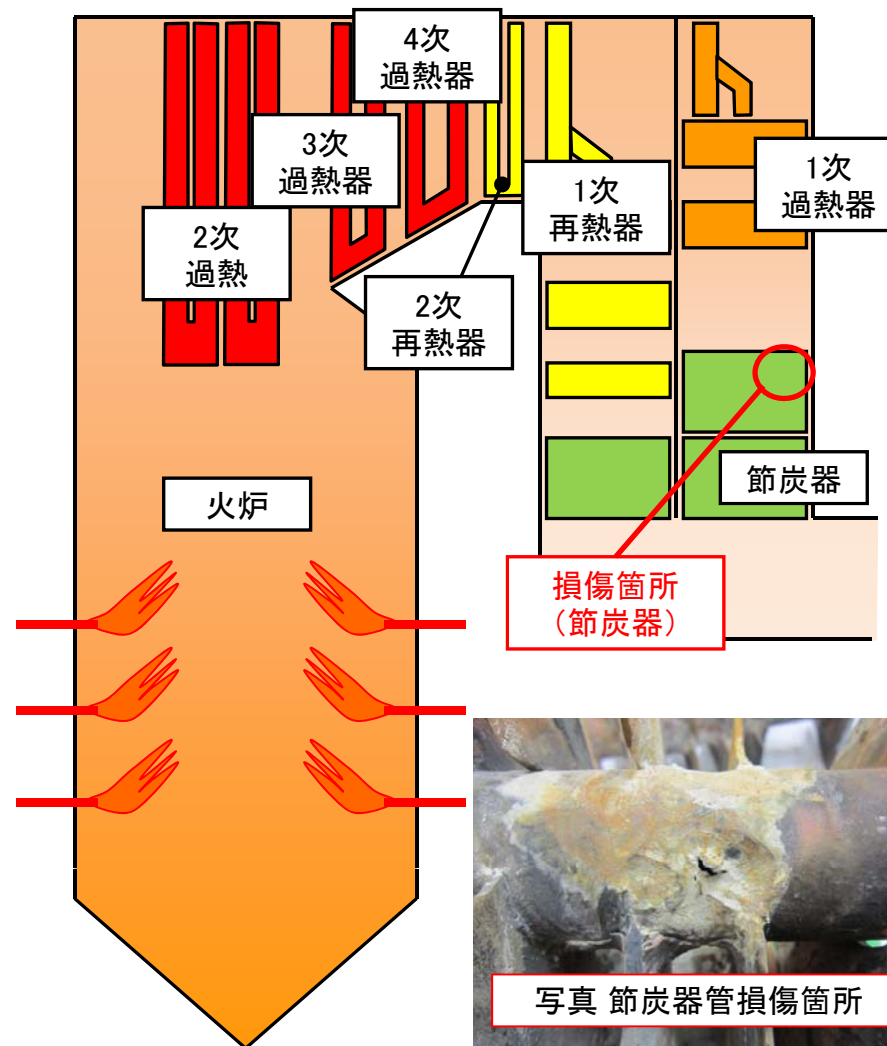 4次
過熱器
3次
過熱器
2次
過熱
1次
再熱器
1次
過熱器
2次
再熱器
火炉
節炭器
損傷箇所
(節炭器)
写真 節炭器管損傷箇所